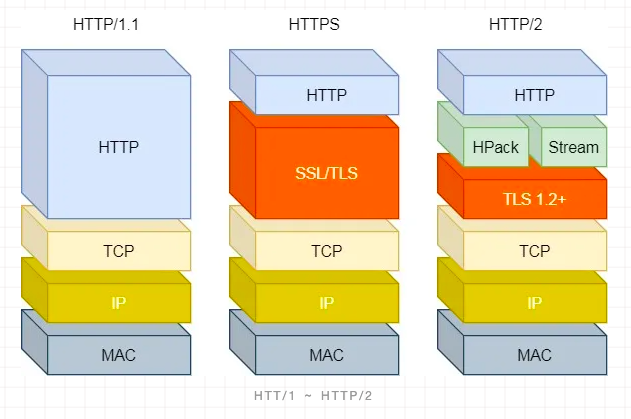 HTTP/1.1 HTTPS HTTP/2
HTTP HTTP HTTP
HPack Stream
SSL/TLS TLS 1.2+
TCP TCP TCP
IP IP IP
MAC MAC MAC
HTT/1 ~ HTTP/2